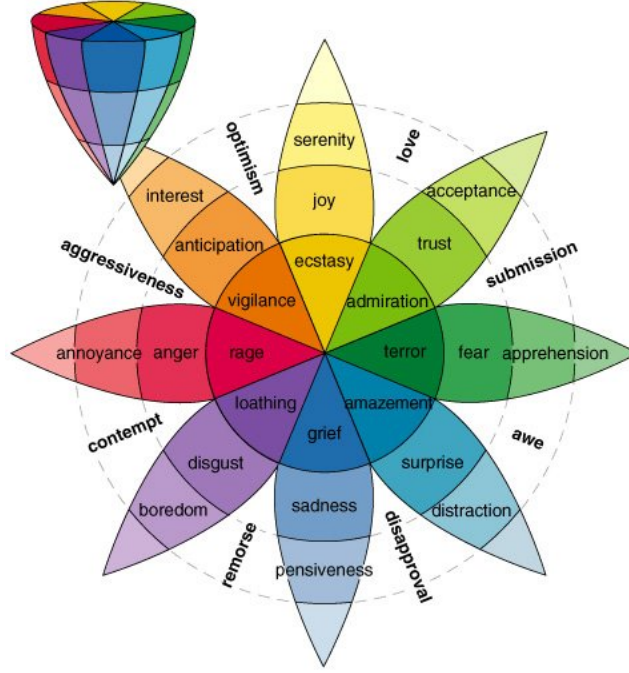 serenity
joy
ecstasy
optimism
love
interest
anticipation
vigilance
acceptance
trust
admiration
aggressiveness
submission
annoyance
anger
rage
terror
fear
apprehension
loathing
disgust
boredom
contempt
amazement
surprise
distraction
awe
grief
sadness
pensiveness
remorse
disapproval